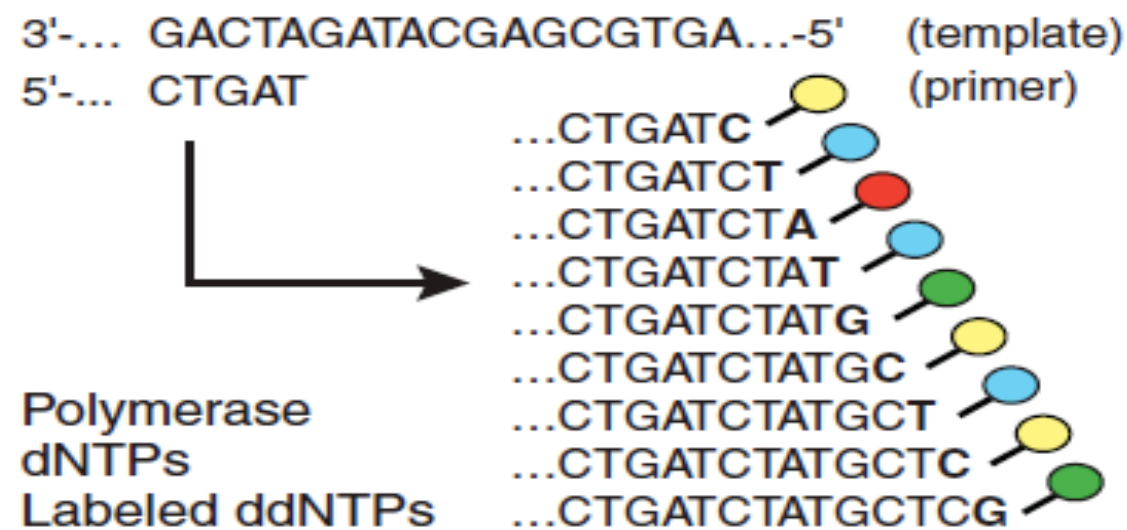 3'-... GACTAGATACGAGCGTGA...-5' (template)
5'-... CTGAT (primer)
...CTGATC
...CTGATCT
...CTGATCTA
...CTGATCTAT
...CTGATCTATG
...CTGATCTATGC
Polymerase ...CTGATCTATGCT
dNTPs ...CTGATCTATGCTC
Labeled ddNTPs ...CTGATCTATGCTCG